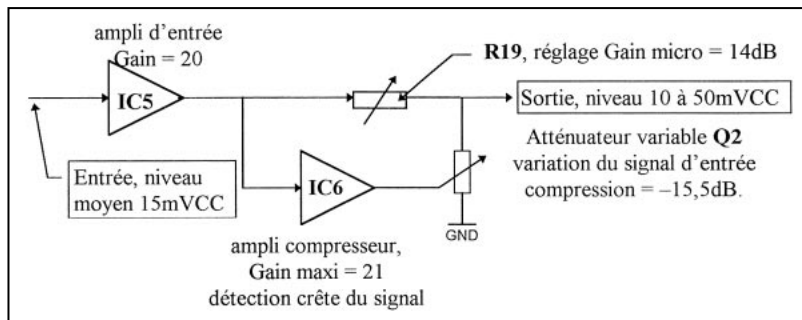 ampli d'entrée
Gain = 20
IC5
R19, réglage Gain micro = 14dB
Sortie, niveau 10 à 50mVCC
Entrée, niveau
moyen 15mVCC
IC6
Atténuateur variable Q2
variation du signal d'entrée
compression = –15,5dB.
GND
ampli compresseur,
Gain maxi = 21
détection crête du signal